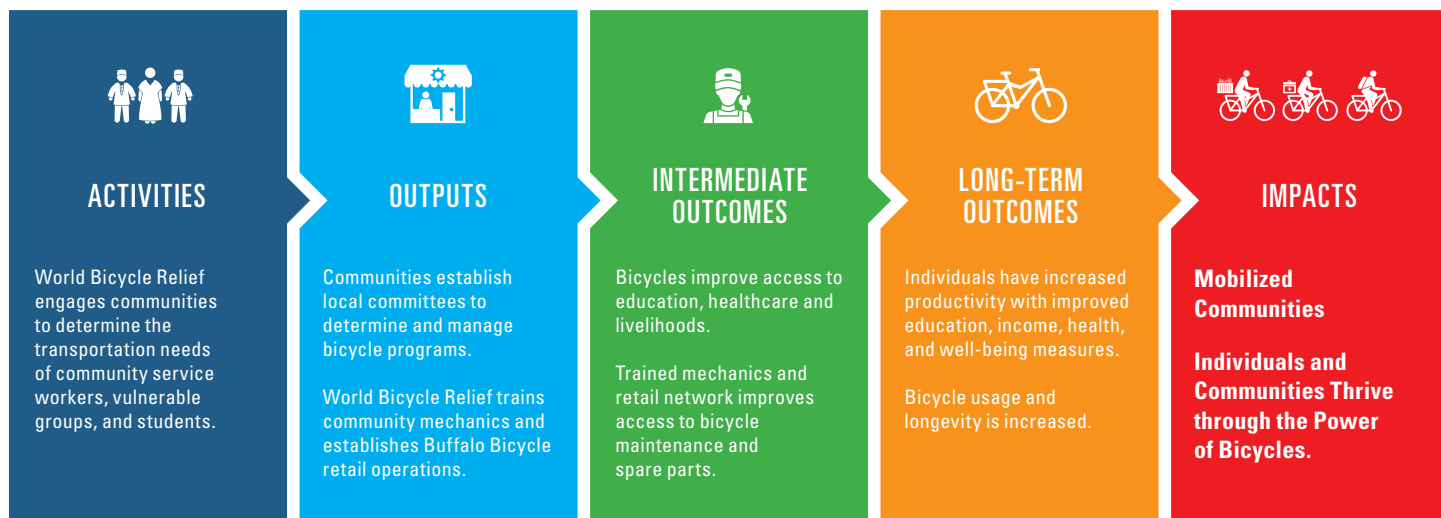 ACTIVITIES
World Bicycle Relief
engages communities
to determine the
transportation needs
of community service
workers, vulnerable
groups, and students.
OUTPUTS
Communities establish
local committees to
determine and manage
bicycle programs.
World Bicycle Relief trains
community mechanics and
establishes Buffalo Bicycle
retail operations.
INTERMEDIATE
OUTCOMES
Bicycles improve access to
education, healthcare and
livelihoods.
Trained mechanics and
retail network improves
access to bicycle
maintenance and
spare parts.
LONG-TERM
OUTCOMES
Individuals have increased
productivity with improved
education, income, health,
and well-being measures.
Bicycle usage and
longevity is increased.
IMPACTS
Mobilized
Communities
Individuals and
Communities Thrive
through the Power
of Bicycles.